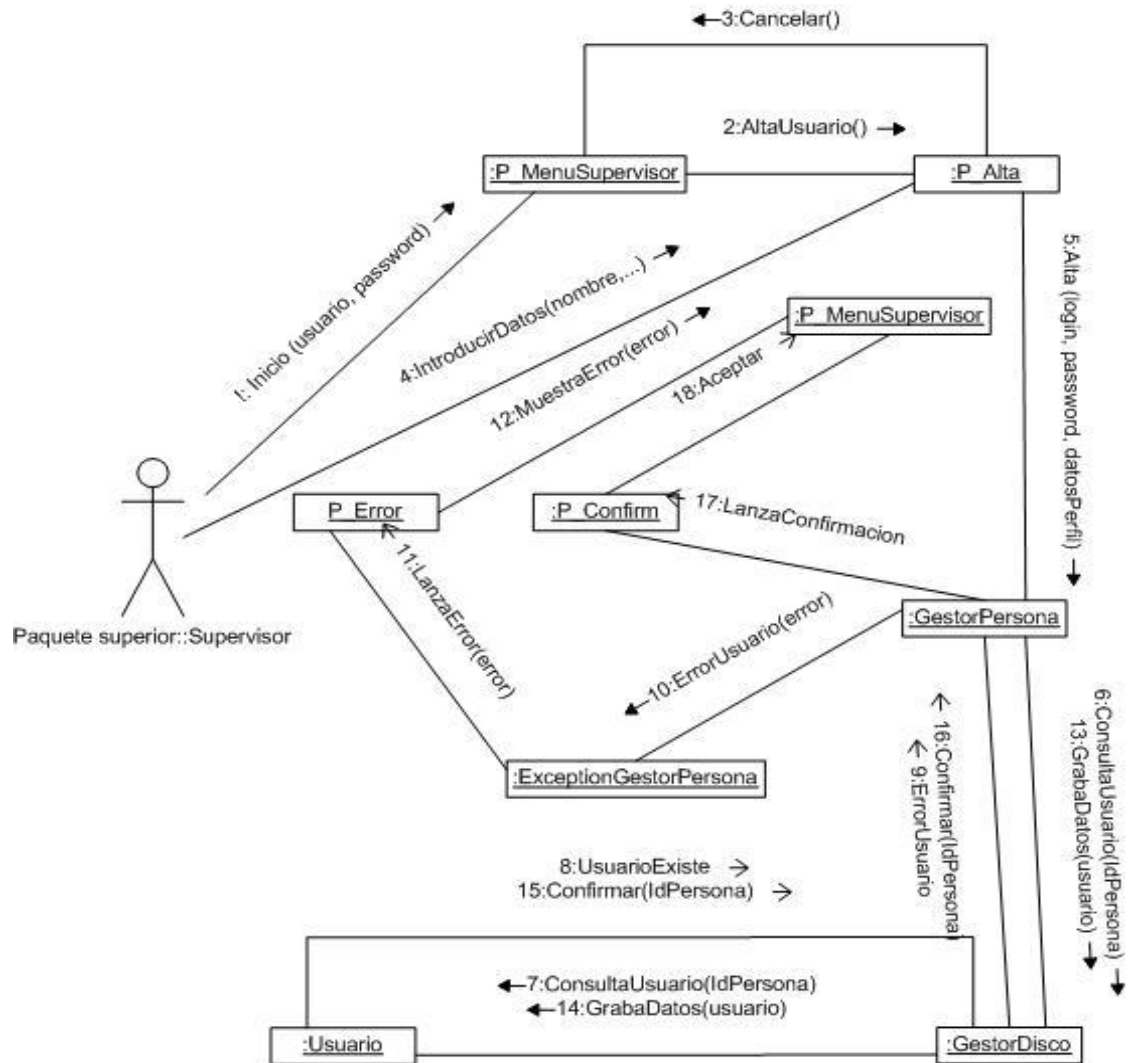 3:Cancelar()
2:AltaUsuario()
:P_MenuSupervisor
:P_Alta
t: Inicio (usuario, password)
4:IntroducirDatos(nombre,...)
5:Alta (login, password, datosPerfil)
:P_MenuSupervisor
12:MuestraError(error)
18:Aceptar
P_Error
:P_Confirm
17:LanzaConfirmacion
11:LanzaError(error)
:GestorPersona
Paquete superior::Supervisor
10:ErrorUsuario(error)
:ExceptionGestorPersona
16:Confirmar(IdPersona)
9:ErrorUsuario
6:ConsultaUsuario(IdPersona)
13:GrabaDatos(usuario)
8:UsuarioExiste
15:Confirmar(IdPersona)
7:ConsultaUsuario(IdPersona)
14:GrabaDatos(usuario)
:Usuario
:GestorDisco